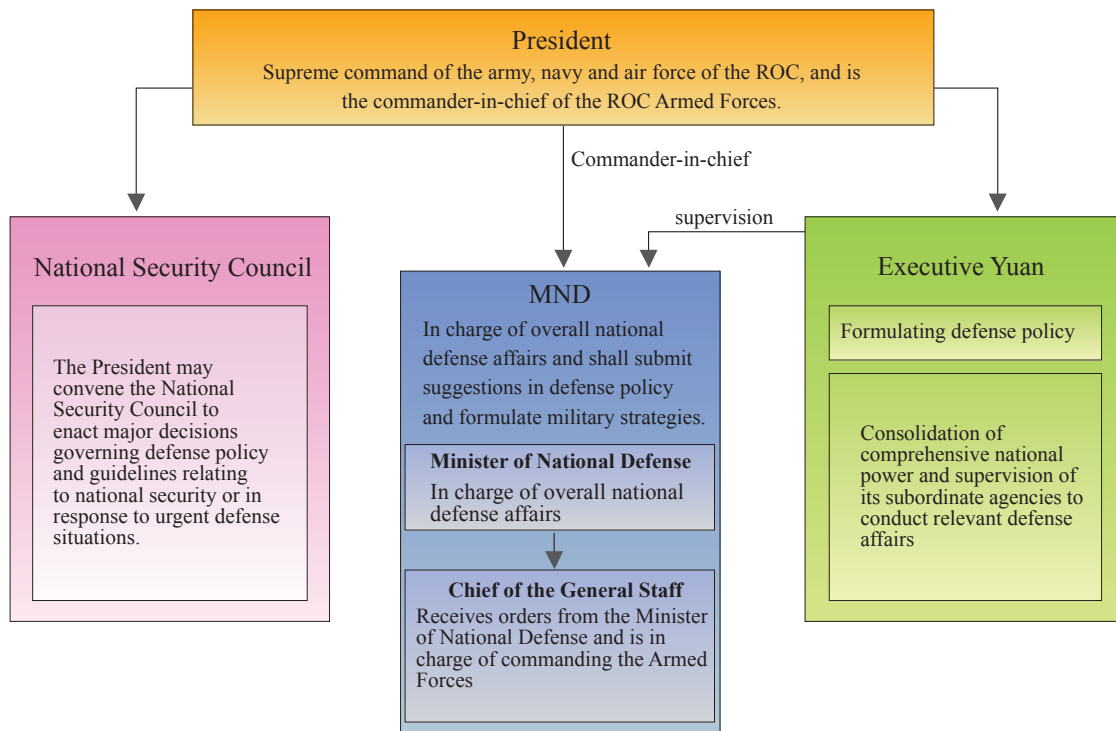 President
Supreme command of the army, navy and air force of the ROC, and is
the commander-in-chief of the ROC Armed Forces.
Commander-in-chief
supervision
National Security Council
The President may
convene the National
Security Council to
enact major decisions
governing defense policy
and guidelines relating
to national security or in
response to urgent defense
situations.
MND
In charge of overall national
defense affairs and shall submit
suggestions in defense policy
and formulate military strategies.
Minister of National Defense
In charge of overall national
defense affairs
Chief of the General Staff
Receives orders from the Minister
of National Defense and is in
charge of commanding the Armed
Forces
Executive Yuan
Formulating defense policy
Consolidation of
comprehensive national
power and supervision of
its subordinate agencies to
conduct relevant defense
affairs